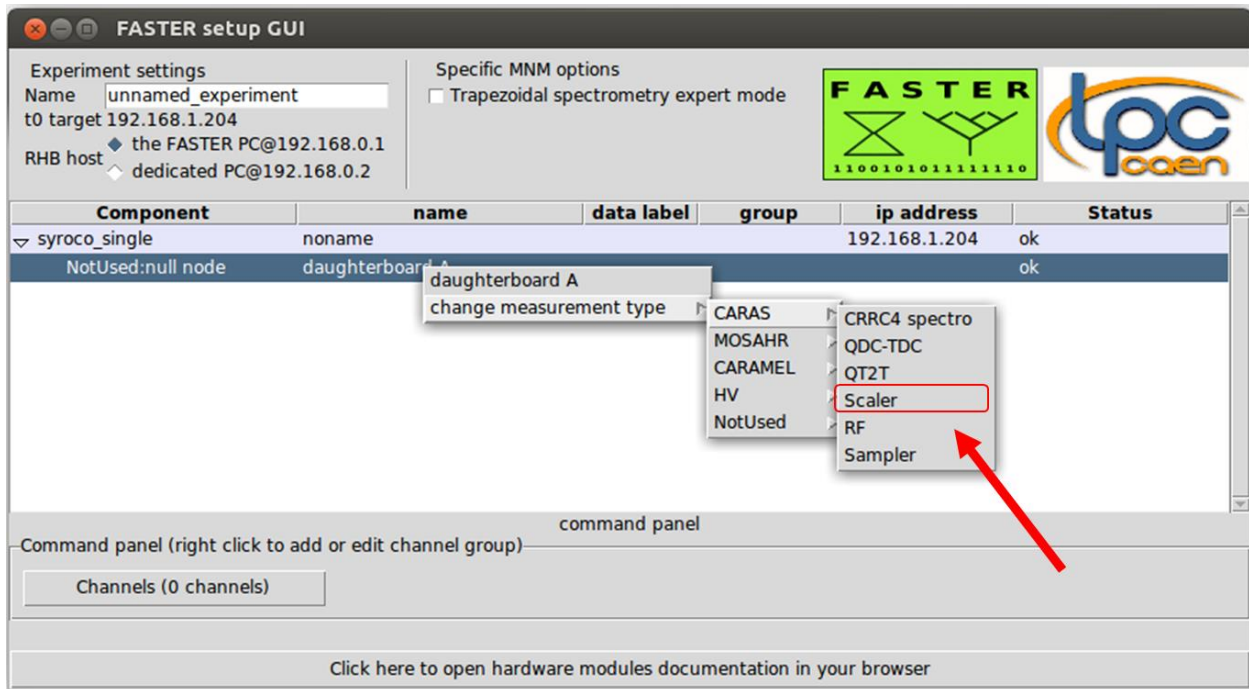 FASTER setup GUI
Experiment settings
Name unnamed_experiment
t0 target 192.168.1.204
RHB host
the FASTER PC@192.168.0.1
dedicated PC@192.168.0.2
Specific MNM options
Trapezoidal spectrometry expert mode
FASTER
110010101111110
LPC
caen
Component name data label group ip address Status
syroco_single noname 192.168.1.204 ok
NotUsed:null node daughterboard A ok
daughterboard A
change measurement type
CARAS
MOSAHR
CARAMEL
HV
NotUsed
CRRC4 spectro
QDC-TDC
QT2T
Scaler
RF
Sampler
command panel
Command panel (right click to add or edit channel group)
Channels (0 channels)
Click here to open hardware modules documentation in your browser